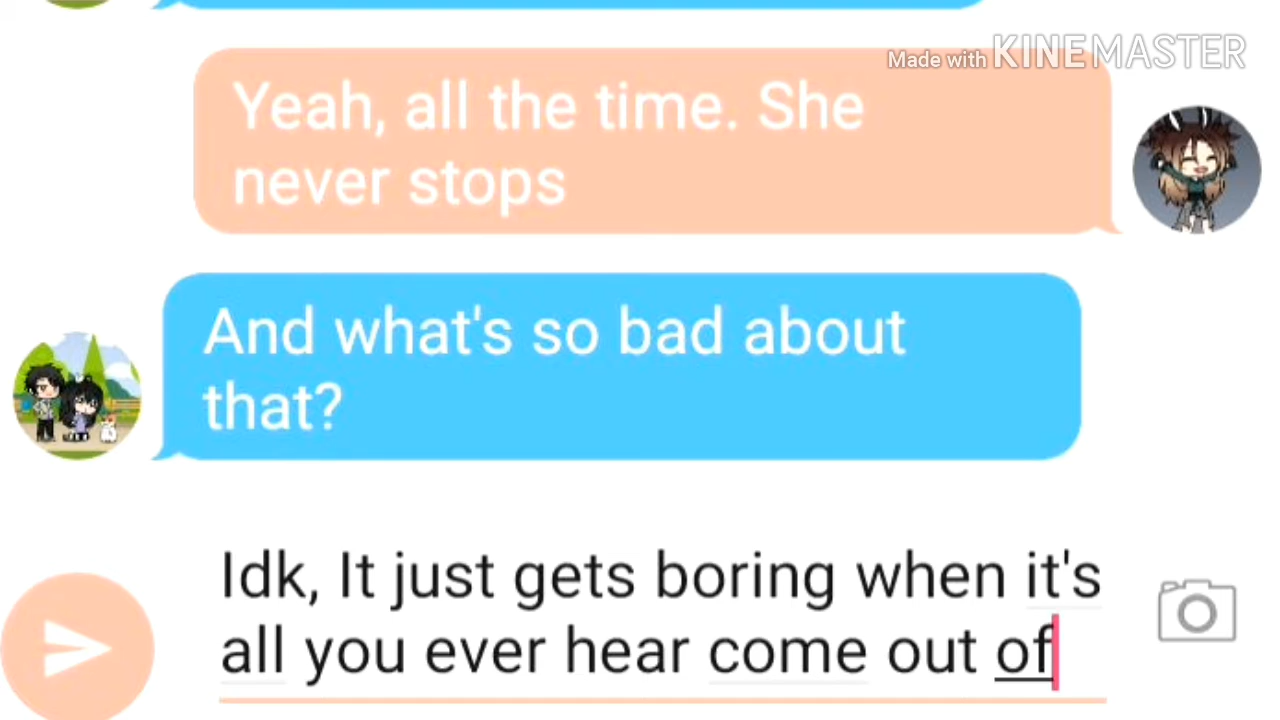 Made with KINEMASTER
Yeah, all the time. She
never stops
And what's so bad about
that?
Idk, It just gets boring when it's
all you ever hear come out of